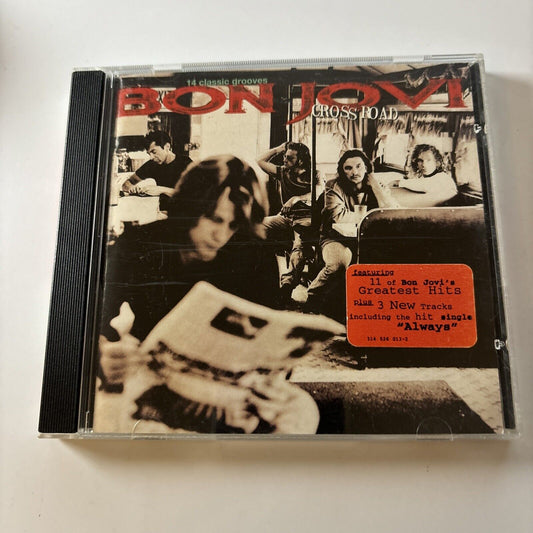 14 classic grooves
BON JOVI
CROSS ROAD
featuring
11 of Bon Jovi's
Greatest Hits
plus 3 New Tracks
including the hit single
"Always"
314 526 013-2